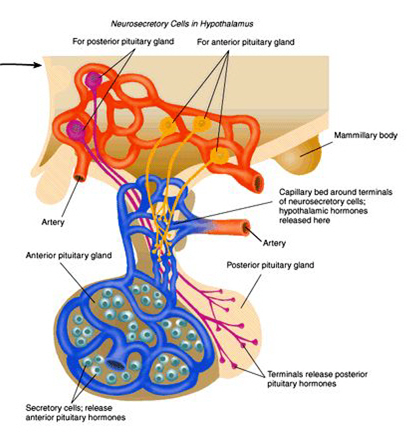 Neurosecretory Cells in Hypothalamus
For posterior pituitary gland
For anterior pituitary gland
Mammillary body
Capillary bed around terminals
of neurosecretory cells;
hypothalamic hormones
released here
Artery
Artery
Anterior pituitary gland
Posterior pituitary gland
Terminals release posterior
pituitary hormones
Secretory cells; release
anterior pituitary hormones